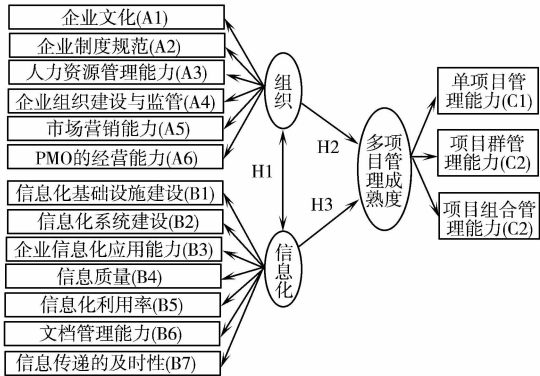 企业文化(A1)
企业制度规范(A2)
人力资源管理能力(A3)
企业组织建设与监管(A4)
市场营销能力(A5)
PMO的经营能力(A6)
信息化基础设施建设(B1)
信息化系统建设(B2)
企业信息化应用能力(B3)
信息质量(B4)
信息化利用率(B5)
文档管理能力(B6)
信息传递的及时性(B7)
组织
信息化
H1
H2
H3
多项目管理成熟度
单项目管
理能力(C1)
项目群管
理能力(C2)
项目组合管
理能力(C2)